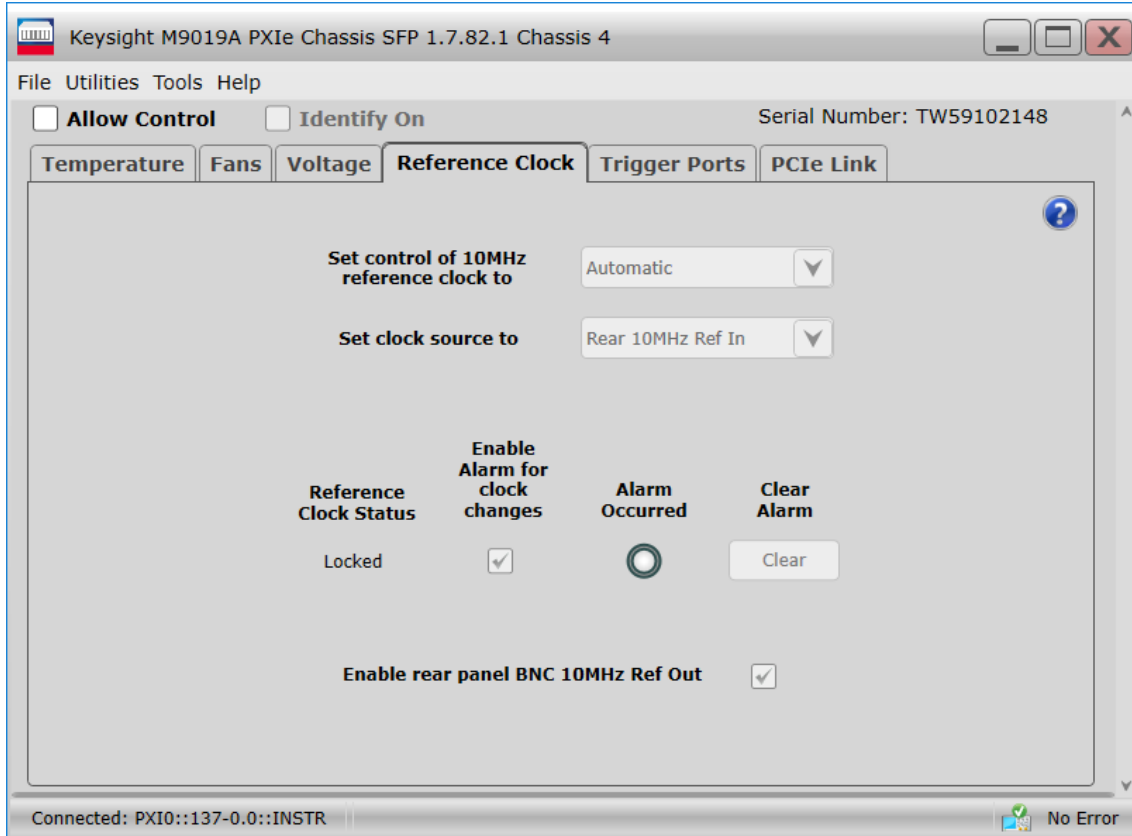 Keysight M9019A PXIe Chassis SFP 1.7.82.1 Chassis 4
File Utilities Tools Help
Allow Control Identify On Serial Number: TW59102148
Temperature Fans Voltage Reference Clock Trigger Ports PCIe Link
?
Set control of 10MHz
reference clock to
Automatic
Set clock source to
Rear 10MHz Ref In
Reference
Clock Status
Enable
Alarm for
clock
changes
Alarm
Occurred
Clear
Alarm
Locked
Clear
Enable rear panel BNC 10MHz Ref Out
Connected: PXI0::137-0.0::INSTR No Error